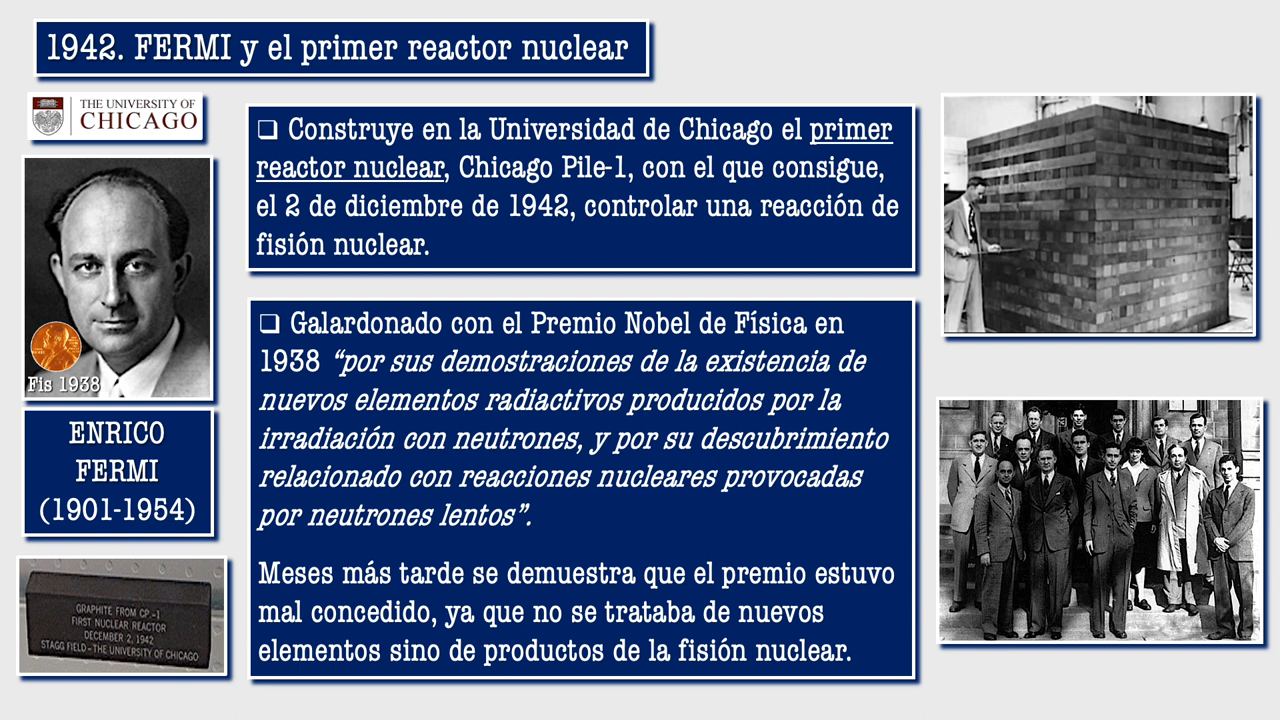 1942. FERMI y el primer reactor nuclear
THE UNIVERSITY OF
CHICAGO
❑ Construye en la Universidad de Chicago el primer
reactor nuclear, Chicago Pile-1, con el que consigue,
el 2 de diciembre de 1942, controlar una reacción de
fisión nuclear.
Fis 1938
ENRICO
FERMI
(1901-1954)
❑ Galardonado con el Premio Nobel de Física en
1938 “por sus demostraciones de la existencia de
nuevos elementos radiactivos producidos por la
irradiación con neutrones, y por su descubrimiento
relacionado con reacciones nucleares provocadas
por neutrones lentos”.
Meses más tarde se demuestra que el premio estuvo
mal concedido, ya que no se trataba de nuevos
elementos sino de productos de la fisión nuclear.
GRAPHITE FROM CP-1
FIRST NUCLEAR REACTOR
DECEMBER 2, 1942
STAGG FIELD - THE UNIVERSITY OF CHICAGO